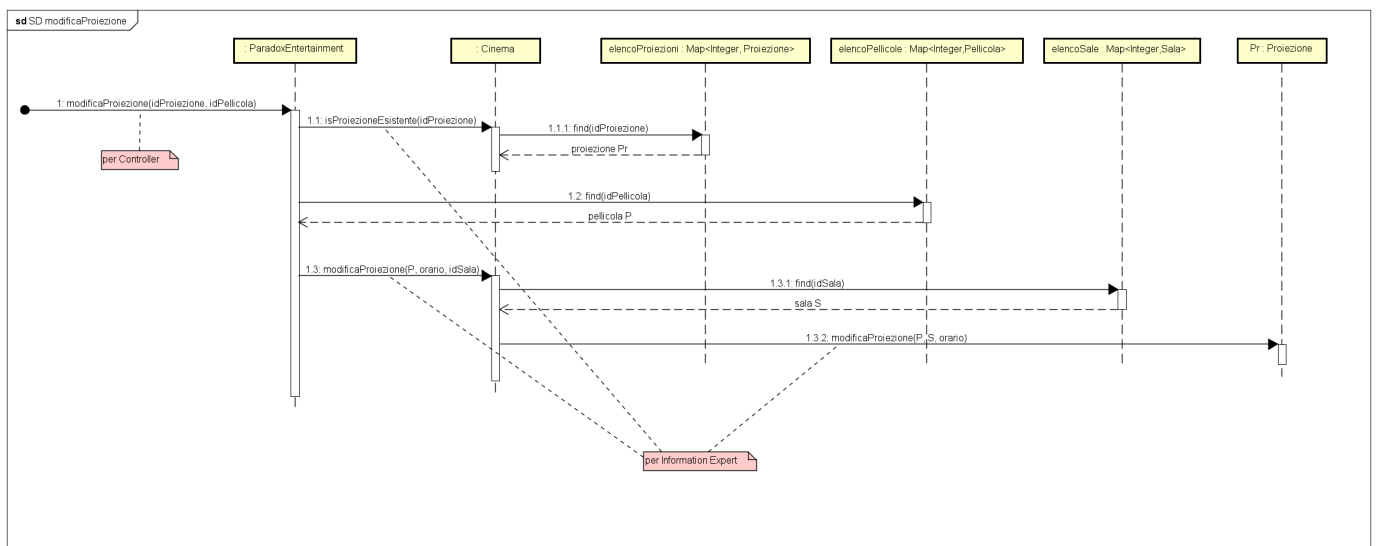 sd SD modificaProiezione
: ParadoxEntertainment
: Cinema
elencoProiezioni : Map<Integer, Proiezione>
elencoPellicole : Map<Integer,Pellicola>
elencoSale : Map<Integer,Sala>
Pr : Proiezione
1: modificaProiezione(idProiezione, idPellicola)
1.1: isProiezioneEsistente(idProiezione)
1.1.1: find(idProiezione)
proiezione Pr
per Controller
1.2: find(idPellicola)
pellicola P
1.3: modificaProiezione(P, orario, idSala)
1.3.1: find(idSala)
sala S
1.3.2: modificaProiezione(P, S, orario)
per Information Expert